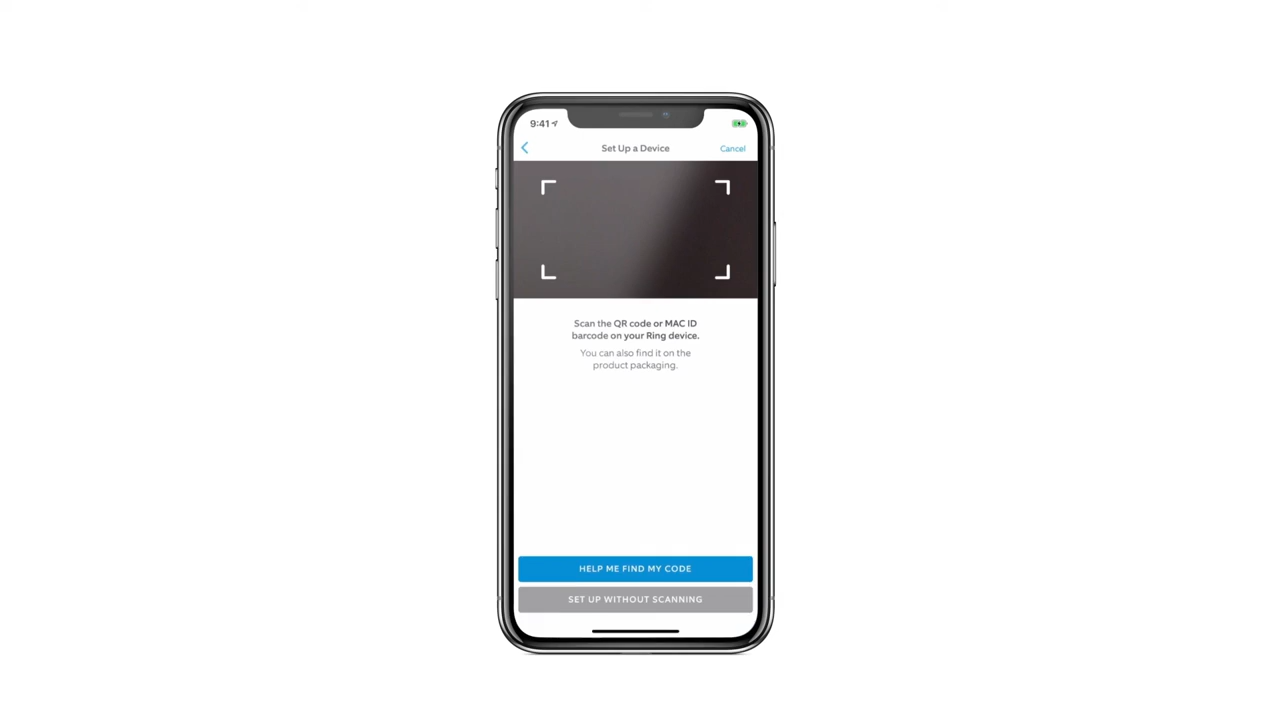 9:41
Set Up a Device
Cancel
Scan the QR code or MAC ID
barcode on your Ring device.
You can also find it on the
product packaging.
HELP ME FIND MY CODE
SET UP WITHOUT SCANNING